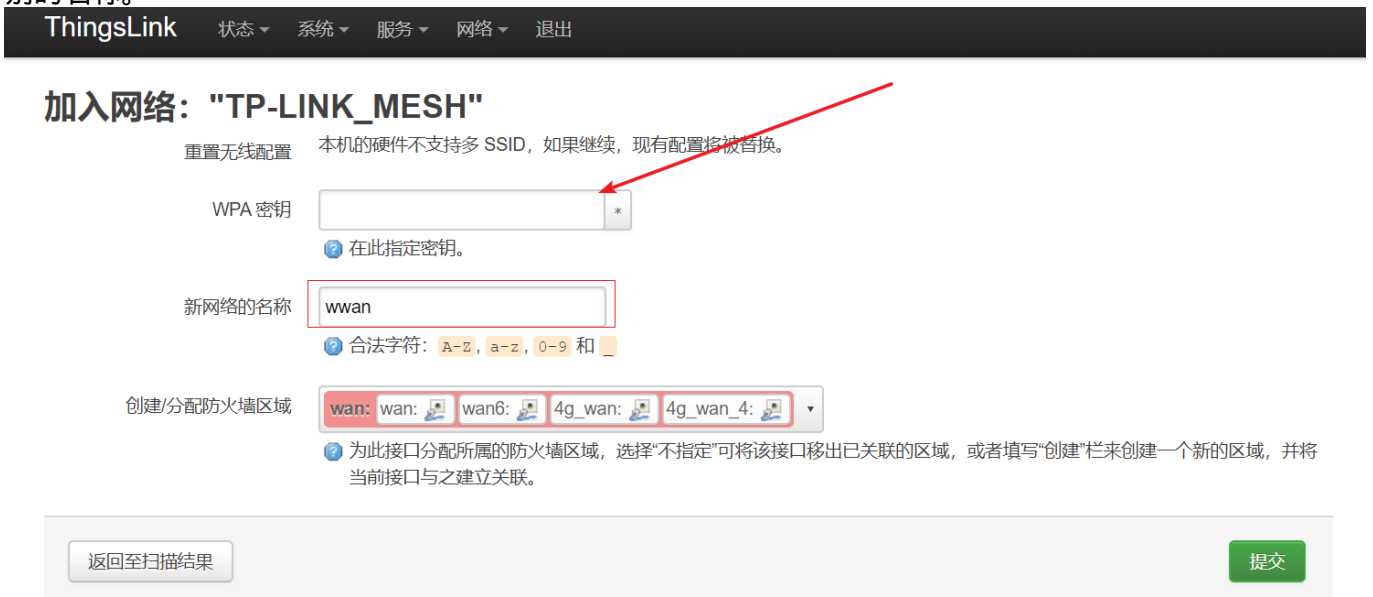 ThingsLink 状态 系统 服务 网络 退出
加入网络："TP-LINK_MESH"
重置无线配置 本机的硬件不支持多 SSID，如果继续，现有配置将被替换。
WPA 密钥 *
在此指定密钥。
新网络的名称 wwan
合法字符： A-Z, a-z, 0-9 和 _
创建/分配防火墙区域 wan: wan: wan6: 4g_wan: 4g_wan_4:
为此接口分配所属的防火墙区域，选择“不指定”可将该接口移出已关联的区域，或者填写“创建”栏来创建一个新的区域，并将
当前接口与之建立关联。
返回至扫描结果 提交